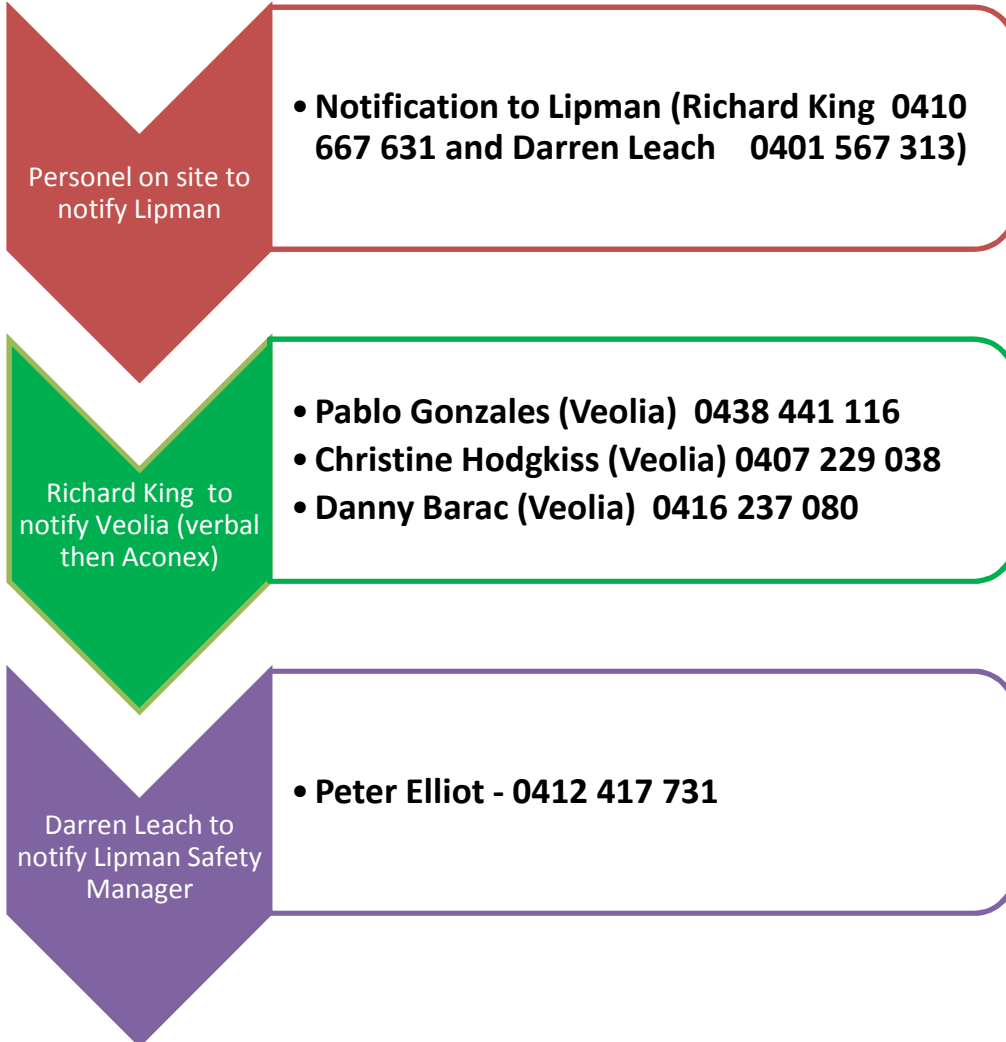 Personel on site to
notify Lipman
• Notification to Lipman (Richard King 0410
667 631 and Darren Leach 0401 567 313)
Richard King to
notify Veolia (verbal
then Aconex)
• Pablo Gonzales (Veolia) 0438 441 116
• Christine Hodgkiss (Veolia) 0407 229 038
• Danny Barac (Veolia) 0416 237 080
Darren Leach to
notify Lipman Safety
Manager
• Peter Elliot - 0412 417 731